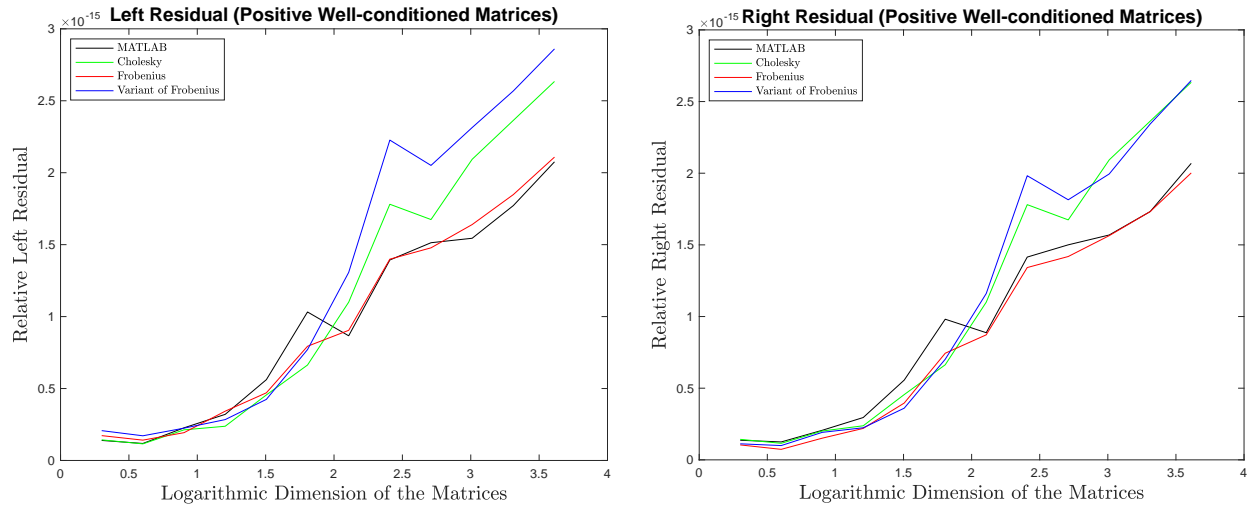 Left Residual (Positive Well-conditioned Matrices)
×10⁻¹⁵
3
2.5
2
1.5
1
0.5
0
Relative Left Residual
MATLAB
Cholesky
Frobenius
Variant of Frobenius
0 0.5 1 1.5 2 2.5 3 3.5 4
Logarithmic Dimension of the Matrices
Right Residual (Positive Well-conditioned Matrices)
×10⁻¹⁵
3
2.5
2
1.5
1
0.5
0
Relative Right Residual
MATLAB
Cholesky
Frobenius
Variant of Frobenius
0 0.5 1 1.5 2 2.5 3 3.5 4
Logarithmic Dimension of the Matrices